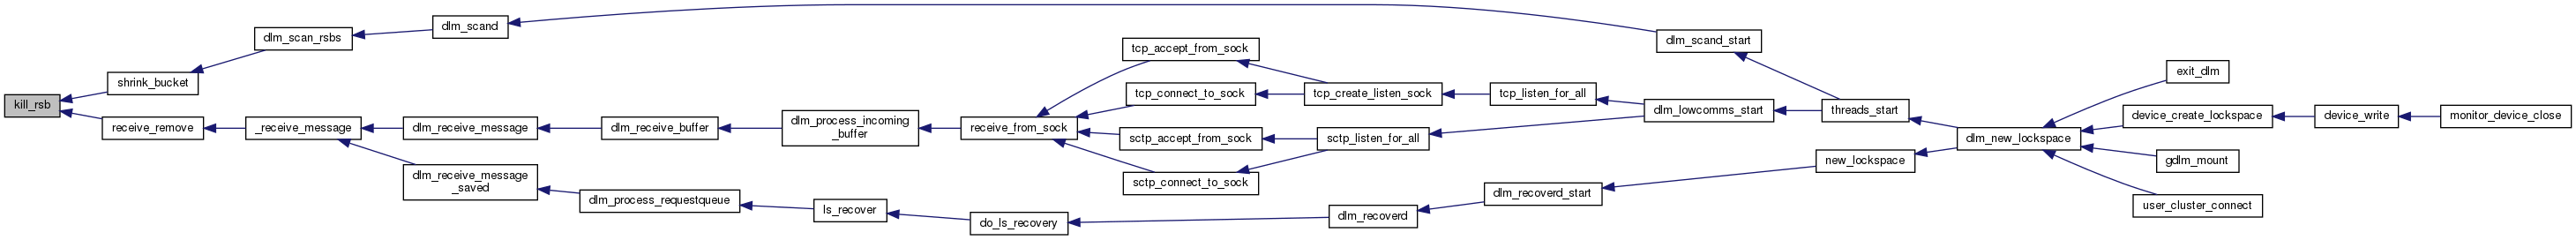 kill_rsb
shrink_bucket
dlm_scan_rsbs
dlm_scand
dlm_scand_start
threads_start
dlm_new_lockspace
exit_dlm
device_create_lockspace
device_write
monitor_device_close
gdlm_mount
user_cluster_connect
receive_remove
_receive_message
dlm_receive_message
dlm_receive_buffer
dlm_process_incoming
_buffer
receive_from_sock
tcp_accept_from_sock
tcp_create_listen_sock
tcp_listen_for_all
dlm_lowcomms_start
tcp_connect_to_sock
sctp_accept_from_sock
sctp_listen_for_all
sctp_connect_to_sock
dlm_receive_message
_saved
dlm_process_requestqueue
ls_recover
do_ls_recovery
dlm_recoverd
dlm_recoverd_start
new_lockspace